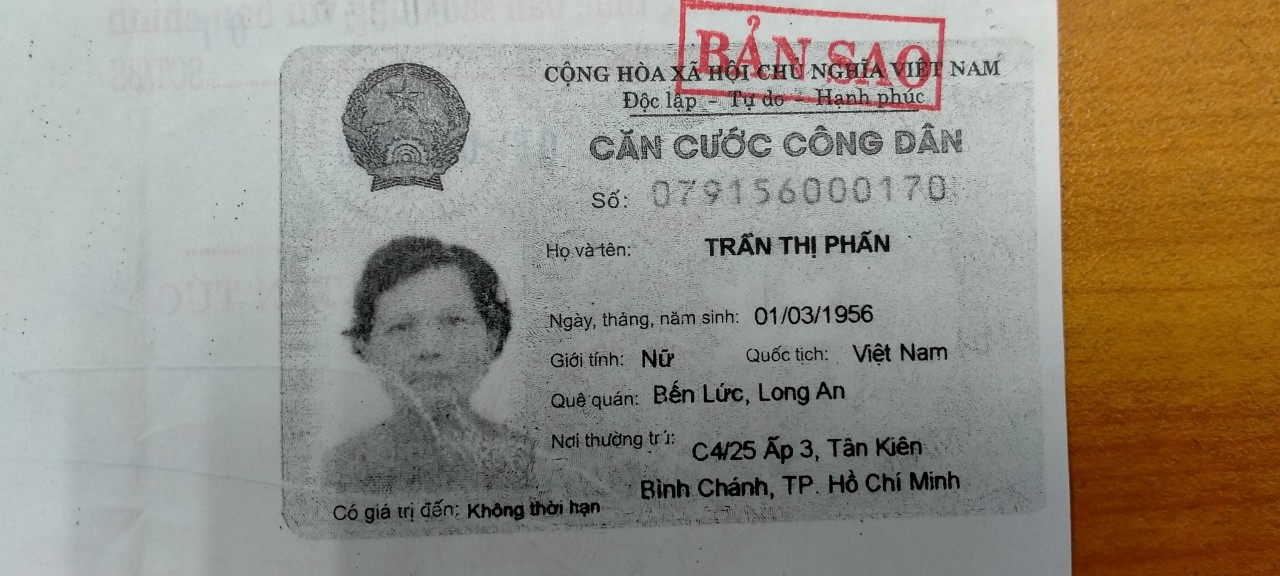 BẢN SAO
CỘNG HÒA XÃ HỘI CHỦ NGHĨA VIỆT NAM
Độc lập - Tự do - Hạnh phúc
CĂN CƯỚC CÔNG DÂN
Số: 079156000170
Họ và tên: TRẦN THỊ PHẤN
Ngày, tháng, năm sinh: 01/03/1956
Giới tính: Nữ Quốc tịch: Việt Nam
Quê quán: Bến Lức, Long An
Nơi thường trú: C4/25 Ấp 3, Tân Kiên
Bình Chánh, TP. Hồ Chí Minh
Có giá trị đến: Không thời hạn